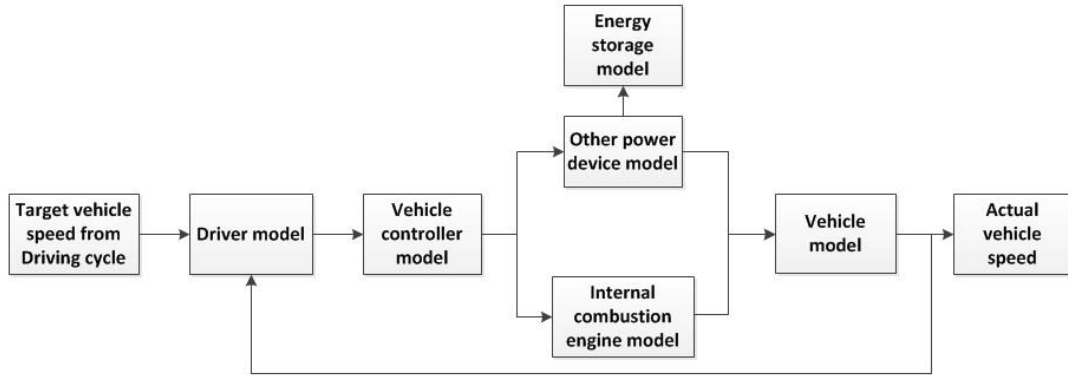 Energy
storage
model
Other power
device model
Target vehicle
speed from
Driving cycle
Driver model
Vehicle
controller
model
Vehicle
model
Actual
vehicle
speed
Internal
combustion
engine model